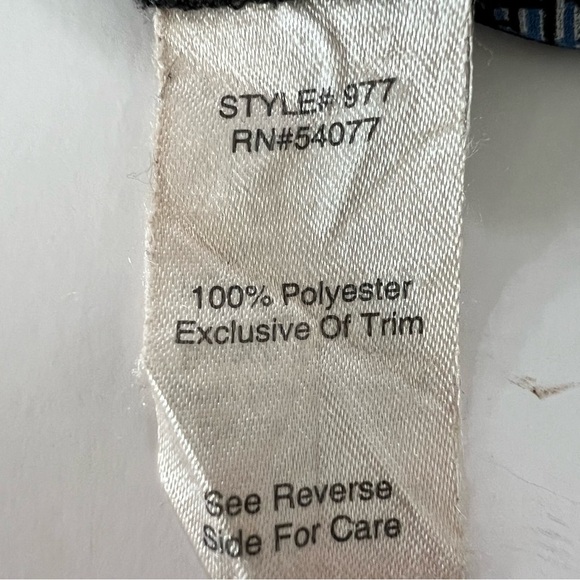 STYLE# 977
RN#54077
100% Polyester
Exclusive Of Trim
See Reverse
Side For Care